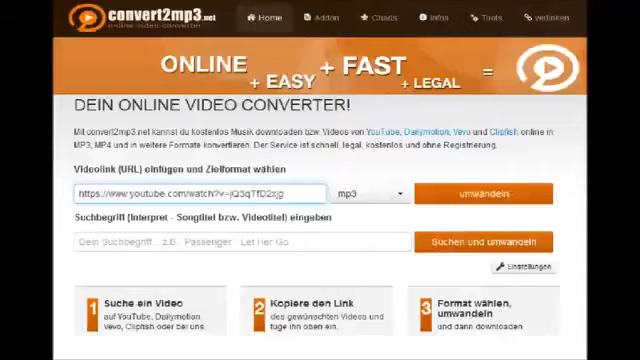 convert2mp3.net
online video converter
Home
Addon
Charts
Infos
Tools
verlinken
ONLINE + EASY + FAST + LEGAL =
DEIN ONLINE VIDEO CONVERTER!
Mit convert2mp3.net kannst du kostenlos Musik downloaden bzw. Videos von YouTube, Dailymotion, Vevo und Clipfish online in
MP3, MP4 und in weitere Formate konvertieren. Der Service ist schnell, legal, kostenlos und ohne Registrierung.
Videolink (URL) einfügen und Zielformat wählen
https://www.youtube.com/watch?v=jQ3qTfD2xjg
mp3
umwandeln
Suchbegriff (Interpret - Songtitel bzw. Videotitel) eingeben
Dein Suchbegriff... z.B. Passenger - Let Her Go
Suchen und umwandeln
Einstellungen
1 Suche ein Video
auf YouTube, Dailymotion,
Vevo, Clipfish oder bei uns.
2 Kopiere den Link
des gewünschten Videos und
füge ihn oben ein.
3 Format wählen,
umwandeln
und dann downloaden